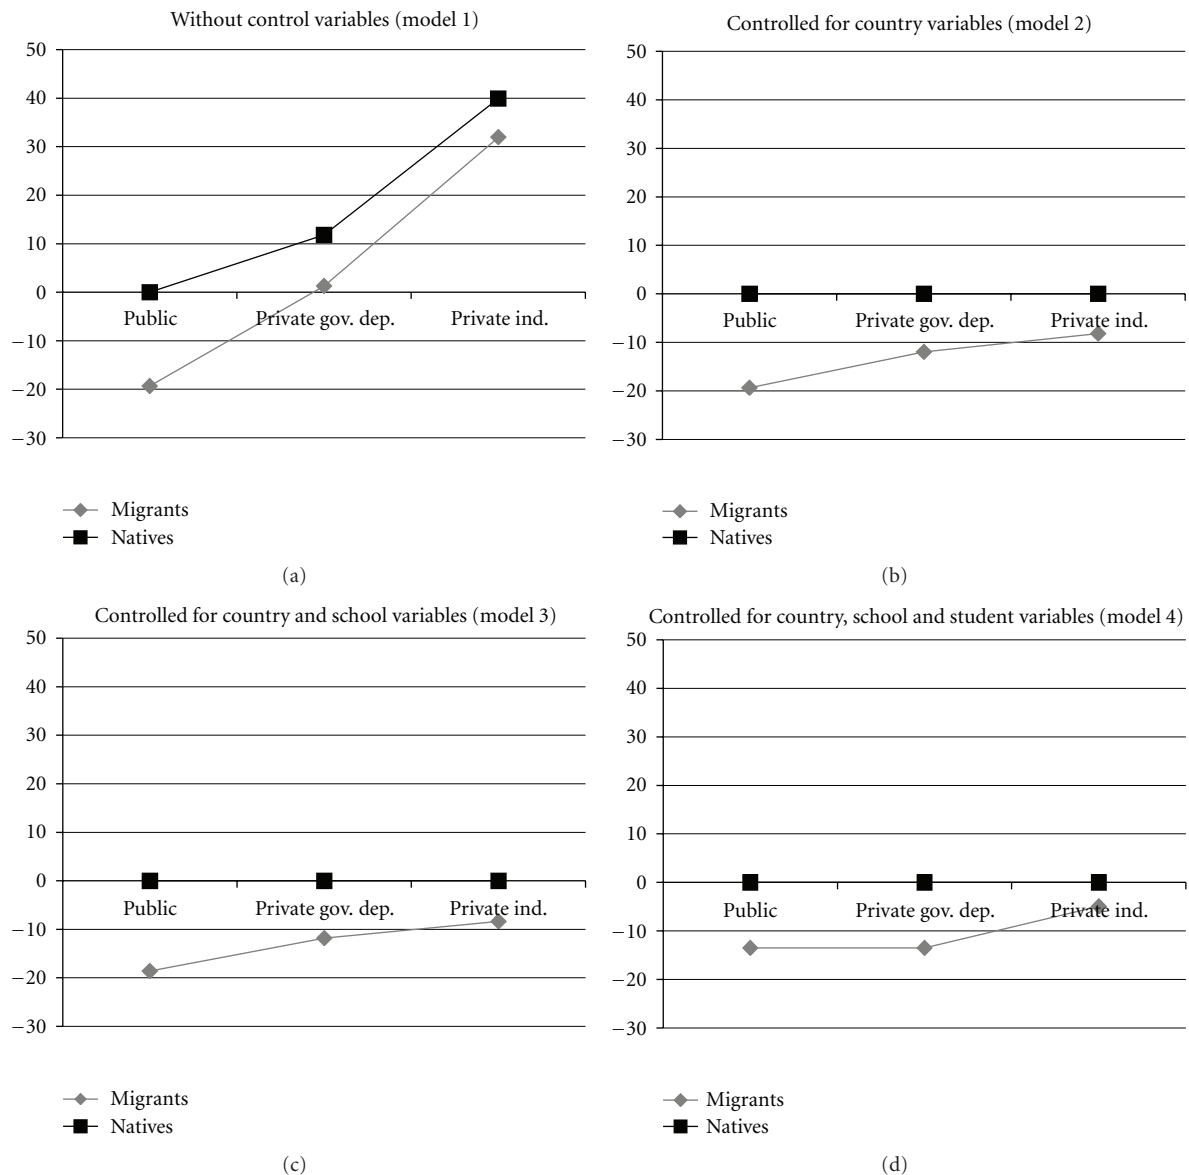 Without control variables (model 1)
50
40
30
20
10
0
−10
−20
−30
Public
Private gov. dep.
Private ind.
Migrants
Natives
(a)
Controlled for country variables (model 2)
50
40
30
20
10
0
−10
−20
−30
Public
Private gov. dep.
Private ind.
Migrants
Natives
(b)
Controlled for country and school variables (model 3)
50
40
30
20
10
0
−10
−20
−30
Public
Private gov. dep.
Private ind.
Migrants
Natives
(c)
Controlled for country, school and student variables (model 4)
50
40
30
20
10
0
−10
−20
−30
Public
Private gov. dep.
Private ind.
Migrants
Natives
(d)